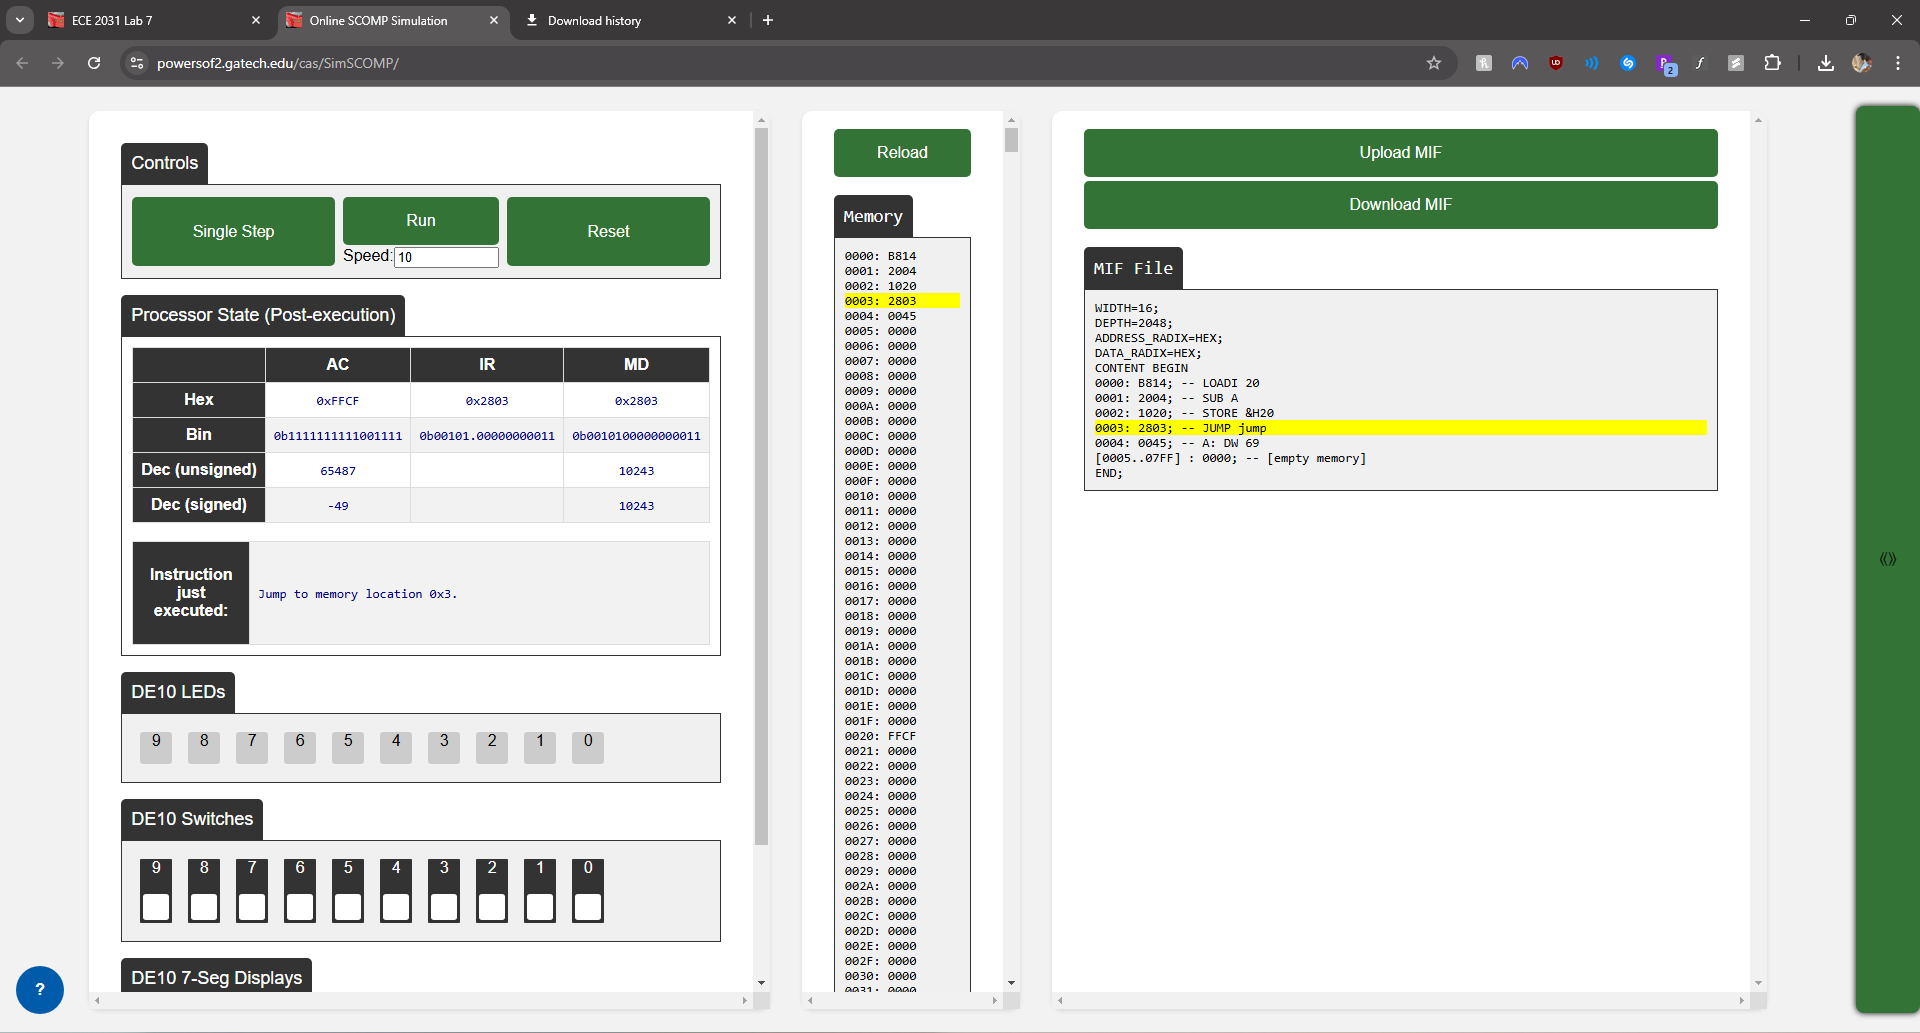 ECE 2031 Lab 7
Online SCOMP Simulation
Download history
powersof2.gatech.edu/cas/SimSCOMP/
2
Controls
Single Step
Run
Speed: 10
Reset
Processor State (Post-execution)
AC IR MD
Hex 0xFFCF 0x2803 0x2803
Bin 0b1111111111001111 0b00101.00000000011 0b0010100000000011
Dec (unsigned) 65487 10243
Dec (signed) -49 10243
Instruction just executed:
Jump to memory location 0x3.
DE10 LEDs
9 8 7 6 5 4 3 2 1 0
DE10 Switches
9 8 7 6 5 4 3 2 1 0
DE10 7-Seg Displays
?
Reload
Memory
0000: B814
0001: 2004
0002: 1020
0003: 2803
0004: 0045
0005: 0000
0006: 0000
0007: 0000
0008: 0000
0009: 0000
000A: 0000
000B: 0000
000C: 0000
000D: 0000
000E: 0000
000F: 0000
0010: 0000
0011: 0000
0012: 0000
0013: 0000
0014: 0000
0015: 0000
0016: 0000
0017: 0000
0018: 0000
0019: 0000
001A: 0000
001B: 0000
001C: 0000
001D: 0000
001E: 0000
001F: 0000
0020: FFCF
0021: 0000
0022: 0000
0023: 0000
0024: 0000
0025: 0000
0026: 0000
0027: 0000
0028: 0000
0029: 0000
002A: 0000
002B: 0000
002C: 0000
002D: 0000
002E: 0000
002F: 0000
0030: 0000
0031: 0000
Upload MIF
Download MIF
MIF File
WIDTH=16;
DEPTH=2048;
ADDRESS_RADIX=HEX;
DATA_RADIX=HEX;
CONTENT BEGIN
0000: B814; -- LOADI 20
0001: 2004; -- SUB A
0002: 1020; -- STORE &H20
0003: 2803; -- JUMP jump
0004: 0045; -- A: DW 69
[0005..07FF] : 0000; -- [empty memory]
END;